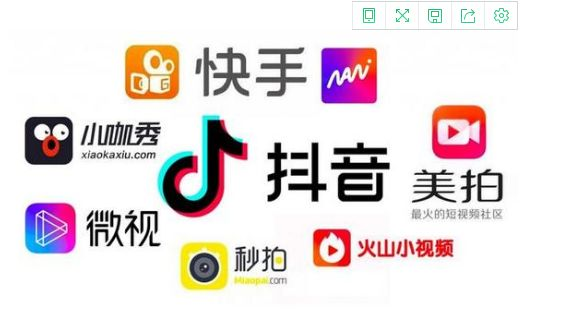 快手
NANI
小咖秀
xiaokaxiu.com
抖音
美拍
最火的短视频社区
微视
秒拍
Miaopai.com
火山小视频